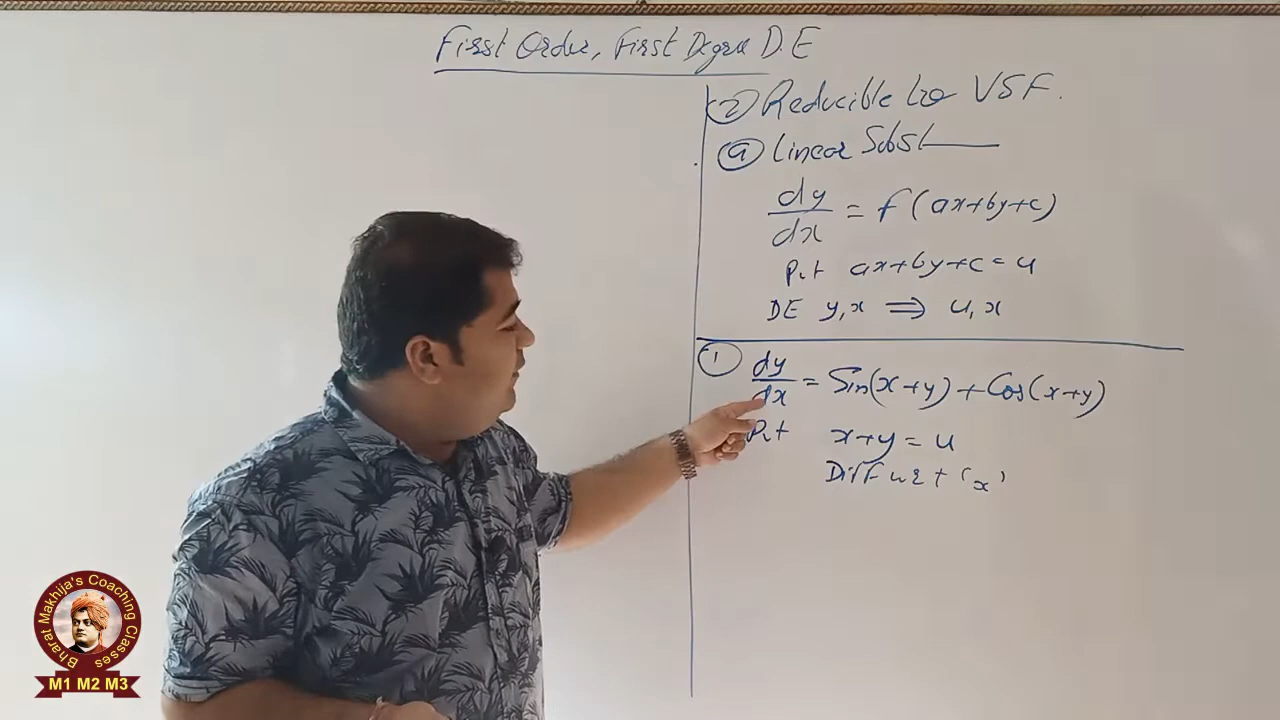 First Order, First Degree D.E
② Reducible to VSF.
ⓐ Linear Subst
dy/dx = f(ax+by+c)
Put ax+by+c = u
DE y,x ⟹ u,x
① dy/dx = Sin(x+y)+Cos(x+y)
Put x+y = u
Diff w.r.t 'x'
Bharat Makhija's Coaching Classes
M1 M2 M3